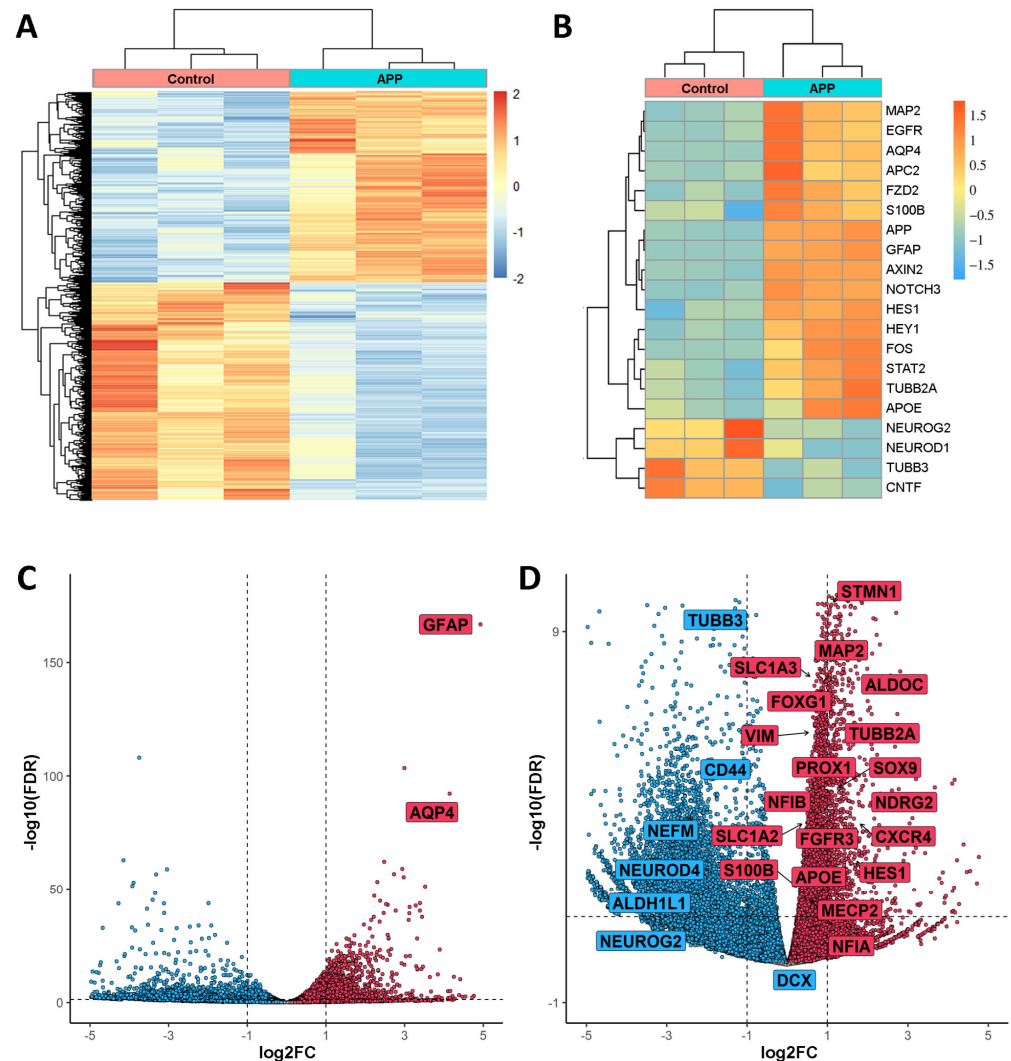 A
Control
APP
2
1
0
-1
-2
B
Control
APP
MAP2
EGFR
AQP4
APC2
FZD2
S100B
APP
GFAP
AXIN2
NOTCH3
HES1
HEY1
FOS
STAT2
TUBB2A
APOE
NEUROG2
NEUROD1
TUBB3
CNTF
1.5
1
0.5
0
−0.5
−1
−1.5
C
-log10(FDR)
150
100
50
0
GFAP
AQP4
-5
-3
-1
1
3
5
log2FC
D
-log10(FDR)
9
-1
STMN1
TUBB3
MAP2
SLC1A3
ALDOC
FOXG1
VIM
TUBB2A
CD44
PROX1
SOX9
NFIB
NDRG2
NEFM
SLC1A2
FGFR3
CXCR4
NEUROD4
S100B
APOE
HES1
ALDH1L1
MECP2
NEUROG2
NFIA
DCX
-5
-3
-1
1
3
5
log2FC